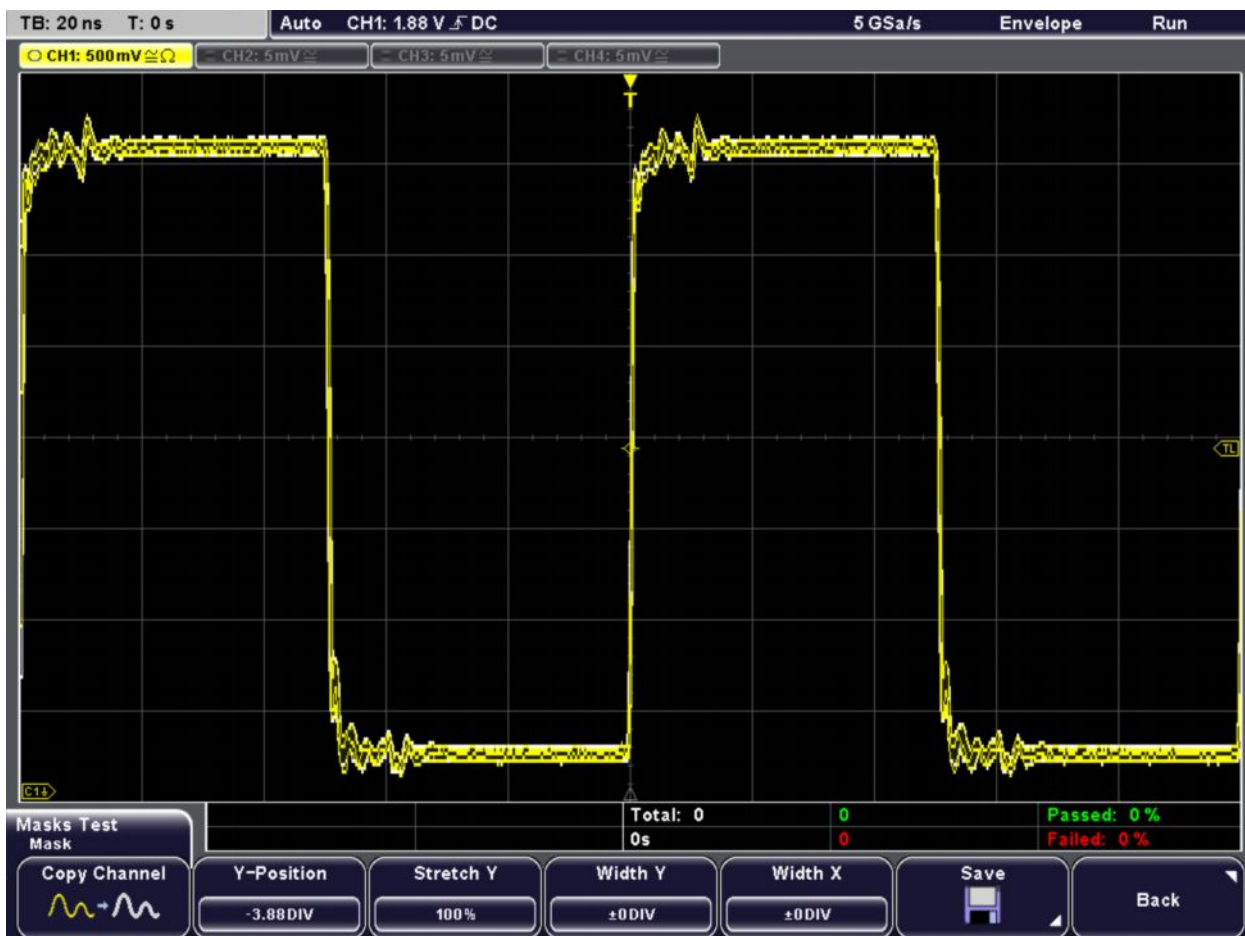 TB: 20 ns T: 0 s Auto CH1: 1.88 V DC 5 GSa/s Envelope Run
CH1: 500mV≅Ω CH2: 5mV≅ CH3: 5mV≅ CH4: 5mV≅
T
TL
C1
Masks Test
Mask
Total: 0 0 Passed: 0 %
0s 0 Failed: 0 %
Copy Channel Y-Position Stretch Y Width Y Width X Save Back
-3.88DIV 100% ±0DIV ±0DIV